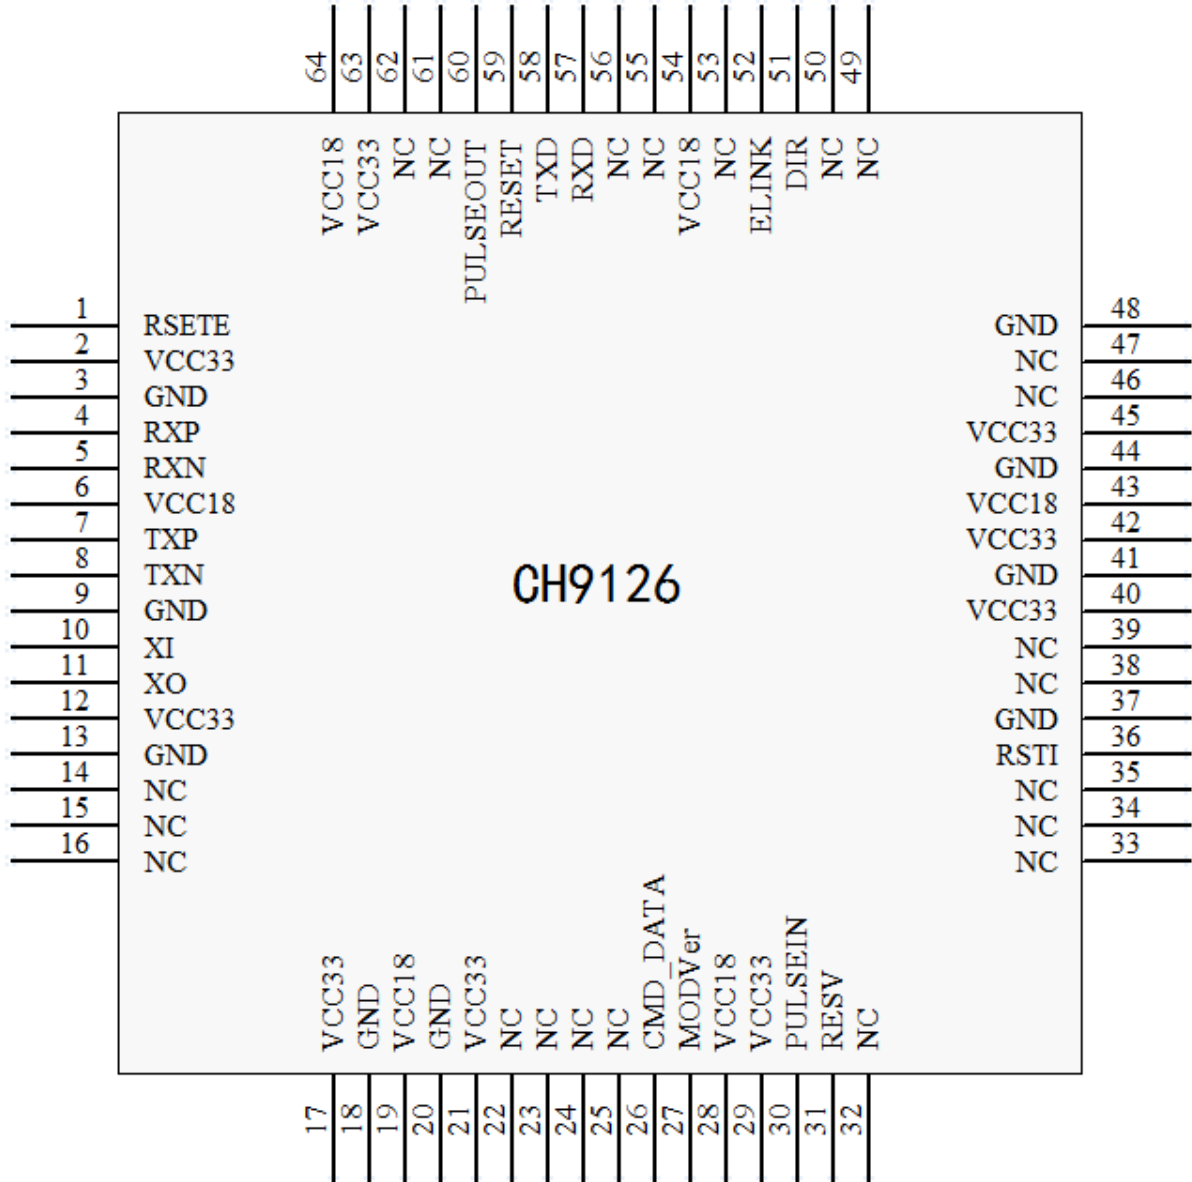 64 63 62 61 60 59 58 57 56 55 54 53 52 51 50 49
VCC18 VCC33 NC NC PULSEOUT RESET TXD RXD NC NC VCC18 NC ELINK DIR NC NC
1 RSETE GND 48
2 VCC33 NC 47
3 GND NC 46
4 RXP VCC33 45
5 RXN GND 44
6 VCC18 VCC18 43
7 TXP VCC33 42
8 TXN GND 41
CH9126
9 GND VCC33 40
10 XI NC 39
11 XO NC 38
12 VCC33 GND 37
13 GND RSTI 36
14 NC NC 35
15 NC NC 34
16 NC NC 33
VCC33 GND VCC18 GND VCC33 NC NC NC NC CMD_DATA MODVer VCC18 VCC33 PULSEIN RESV NC
17 18 19 20 21 22 23 24 25 26 27 28 29 30 31 32